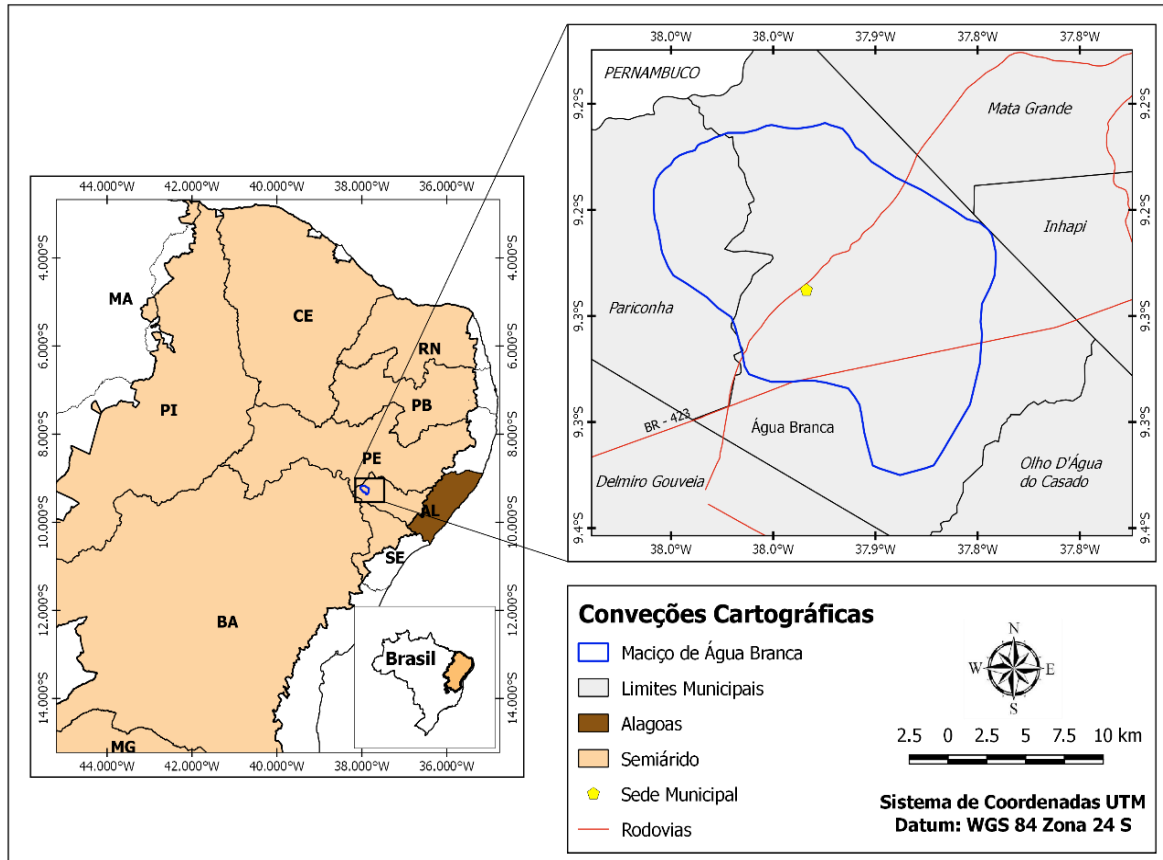 44.000°W 42.000°W 40.000°W 38.000°W 36.000°W
4.000°S
6.000°S
8.000°S
10.000°S
12.000°S
14.000°S
MA
CE
RN
PI
PB
PE
AL
SE
BA
MG
Brasil
4.000°S
6.000°S
8.000°S
10.000°S
12.000°S
14.000°S
44.000°W 42.000°W 40.000°W 38.000°W 36.000°W
38.0°W 38.0°W 37.9°W 37.8°W 37.8°W
9.2°S
9.2°S
9.3°S
9.3°S
9.4°S
PERNAMBUCO
Mata Grande
Inhapi
Pariconha
BR - 423
Água Branca
Delmiro Gouveia
Olho D'Água
do Casado
9.2°S
9.2°S
9.3°S
9.3°S
9.4°S
38.0°W 38.0°W 37.9°W 37.8°W 37.8°W
Conveções Cartográficas
Maciço de Água Branca
Limites Municipais
Alagoas
Semiárido
Sede Municipal
Rodovias
N
W E
S
2.5 0 2.5 5 7.5 10 km
Sistema de Coordenadas UTM
Datum: WGS 84 Zona 24 S